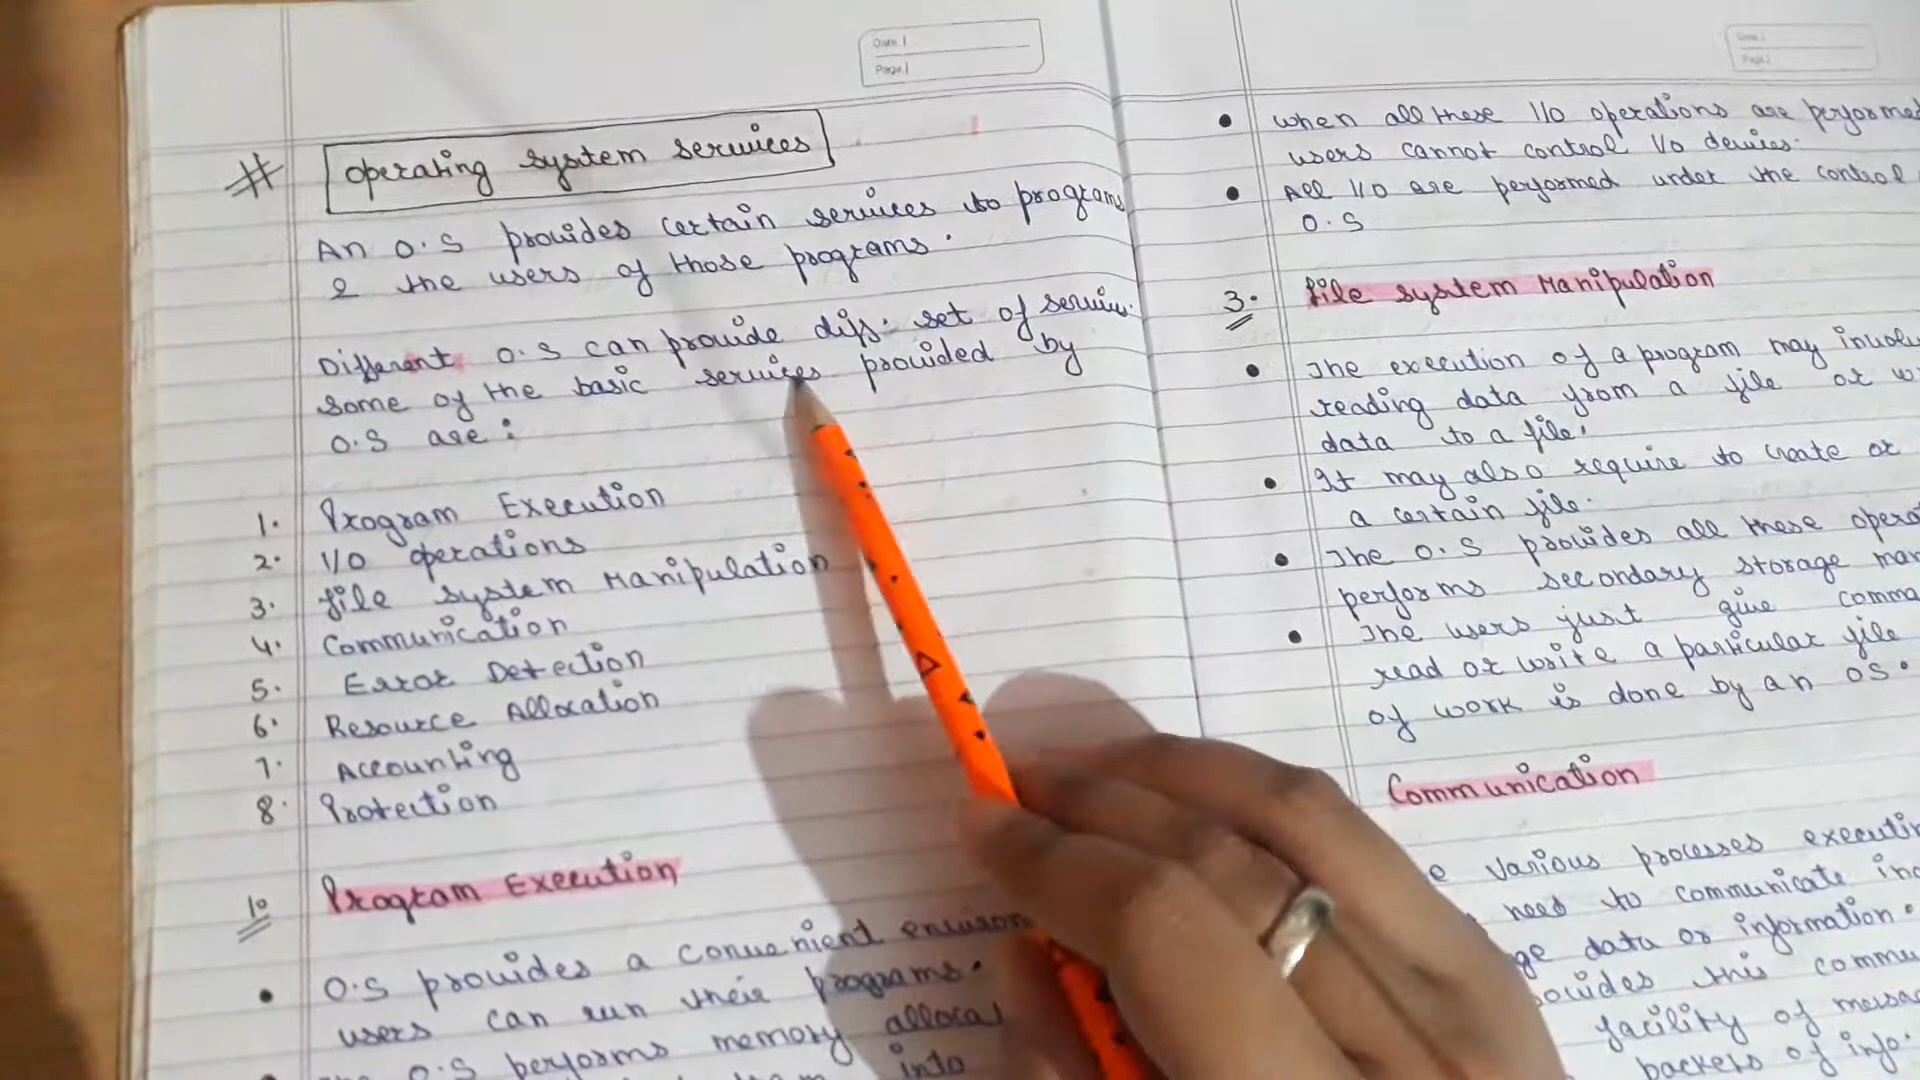 Date. |
Page. |
# Operating system services
An O.S provides certain services to programs
& the users of those programs.
Different O.S can provide diff. set of
some of the basic services provided by
O.S are:
1. Program Execution
2. I/O operations
3. file system Manipulation
4. Communication
5. Error Detection
6. Resource Allocation
7. Accounting
8. Protection
1. Program Execution
• O.S provides a convenient
users can run their programs.
O.S performs memory
into
• when all these I/O operations are
users cannot control I/O devices.
• All I/O are performed under the control
O.S
3. file system Manipulation
• The execution of a program may
reading data from a file or
data to a file.
• It may also require to create or
a certain file.
• The O.S provides all these
performs secondary storage
• The users just give
read or write a particular file
of work is done by an OS.
Communication
various processes
need to communicate
data or information.
this
facility of
of info.